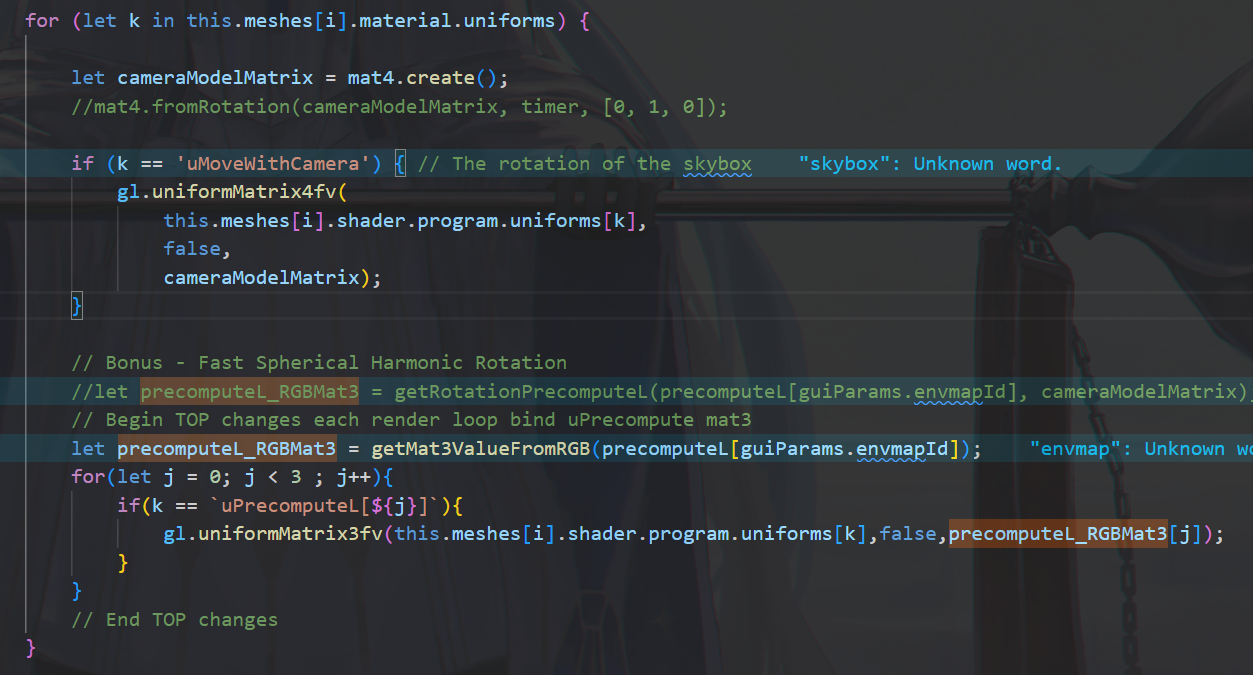 for (let k in this.meshes[i].material.uniforms) {
let cameraModelMatrix = mat4.create();
//mat4.fromRotation(cameraModelMatrix, timer, [0, 1, 0]);
if (k == 'uMoveWithCamera') { // The rotation of the skybox "skybox": Unknown word.
gl.uniformMatrix4fv(
this.meshes[i].shader.program.uniforms[k],
false,
cameraModelMatrix);
}
// Bonus - Fast Spherical Harmonic Rotation
//let precomputeL_RGBMat3 = getRotationPrecomputeL(precomputeL[guiParams.envmapId], cameraModelMatrix)
// Begin TOP changes each render loop bind uPrecompute mat3
let precomputeL_RGBMat3 = getMat3ValueFromRGB(precomputeL[guiParams.envmapId]); "envmap": Unknown
for(let j = 0; j < 3 ; j++){
if(k == `uPrecomputeL[${j}]`){
gl.uniformMatrix3fv(this.meshes[i].shader.program.uniforms[k],false,precomputeL_RGBMat3[j]);
}
}
// End TOP changes
}